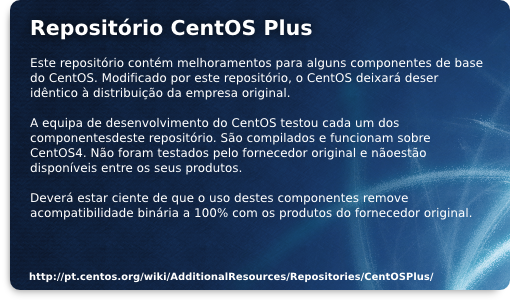 Repositório CentOS Plus
Este repositório contém melhoramentos para alguns componentes de base
do CentOS. Modificado por este repositório, o CentOS deixará deser
idêntico à distribuição da empresa original.
A equipa de desenvolvimento do CentOS testou cada um dos
componentesdeste repositório. São compilados e funcionam sobre
CentOS4. Não foram testados pelo fornecedor original e nãoestão
disponíveis entre os seus produtos.
Deverá estar ciente de que o uso destes componentes remove
acompatibilidade binária a 100% com os produtos do fornecedor original.
http://pt.centos.org/wiki/AdditionalResources/Repositories/CentOSPlus/